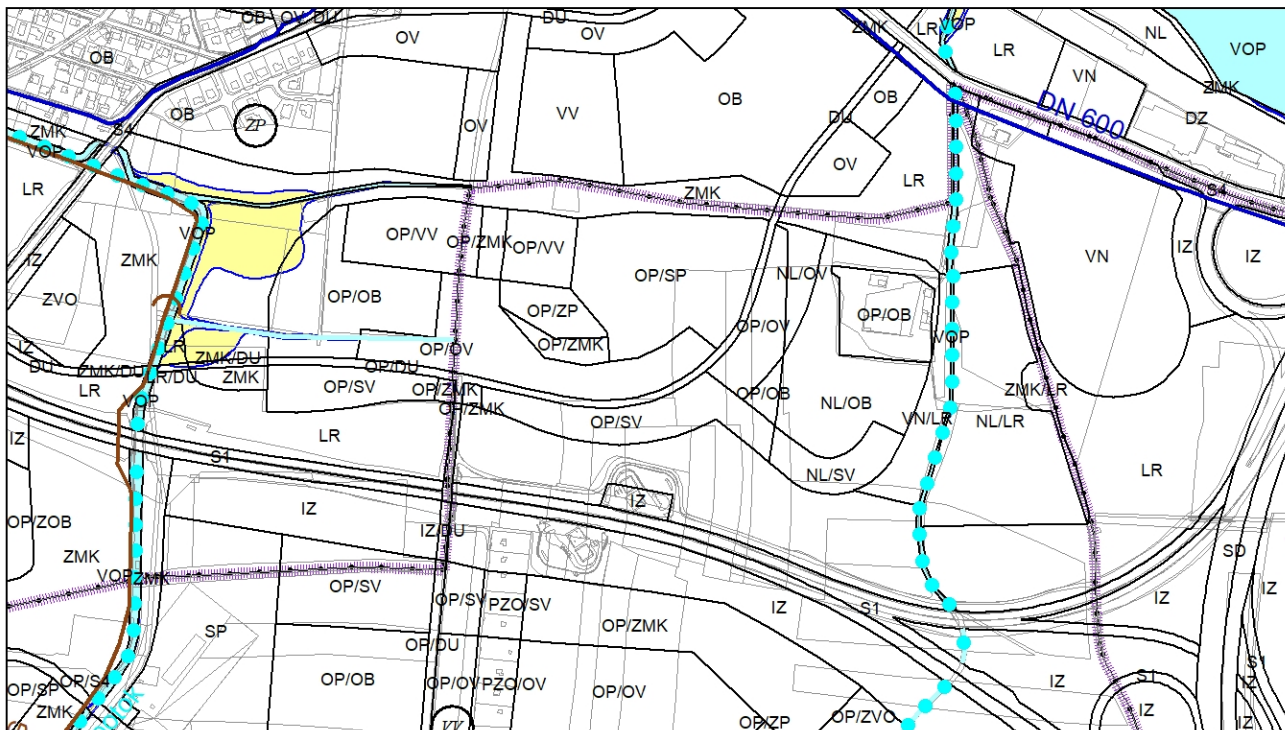 OB
OV/DU
DU
OV
OV
ZMK
LR
VOP
LR
NL
VOP
OB
VN
ZMK
DN 600
DZ
OB
VV
OB
OB
DU
S4
ZP
OV
ZMK
VOP
OV
LR
LR
ZMK
S4
VOP
OP/VV
OP/ZMK
OP/VV
IZ
ZMK
VN
IZ
IZ
OP/SP
NL/OV
ZVO
OP/OB
OP/ZP
OP/OB
OP/OV
VOP
IZ
LR
OP/OV
OP/ZMK
DU
ZMK/DU
ZMK/DU
LR/DU
ZMK
OP/DU
LR
OP/SV
OP/ZMK
OP/OB
ZMK/LR
VOP
OP/ZMK
NL/OB
OP/SV
VN/LR
NL/LR
IZ
LR
S1
NL/SV
LR
IZ
IZ
OP/ZOB
IZ/DU
SD
ZMK
VOP
ZMK
OP/SV
OP/SV
PZO/SV
IZ
S1
IZ
IZ
SP
OP/ZMK
OP/DU
OP/SP
OP/S4
OP/OB
OP/OV
PZO/OV
OP/OV
IZ
S1
S1
IZ
ZMK
OP/ZP
OP/ZVO
IZ